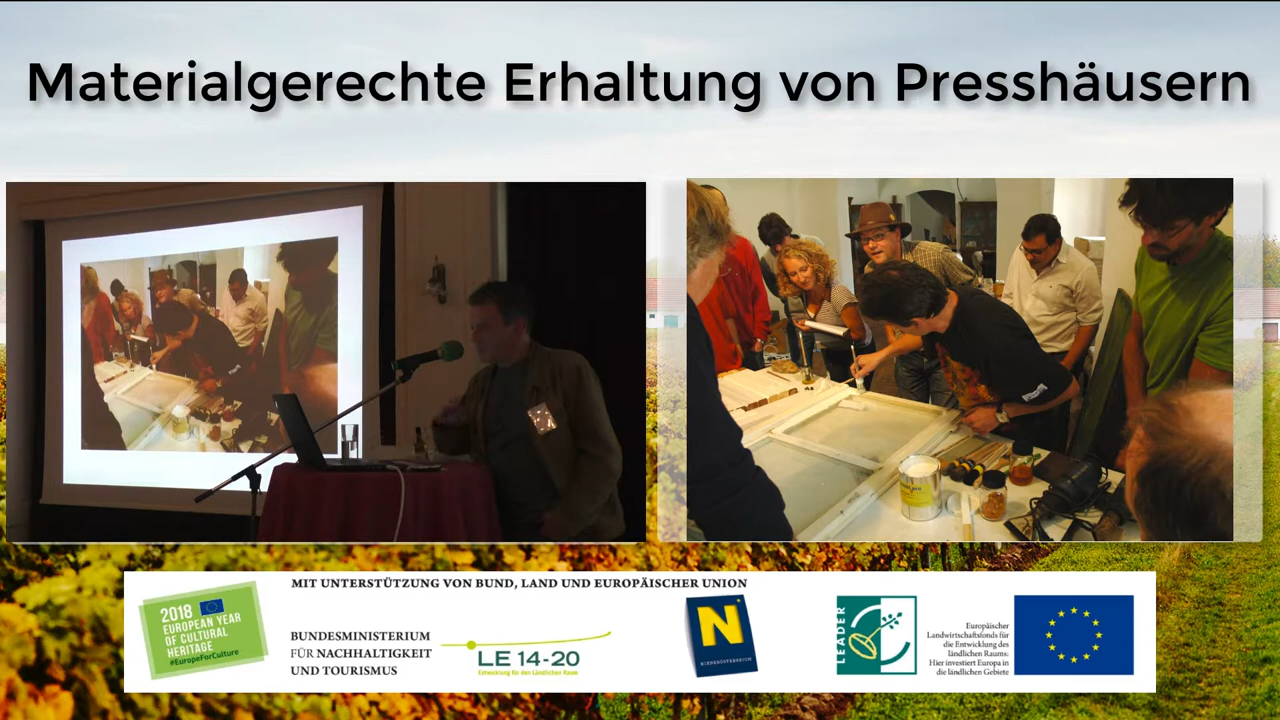 Materialgerechte Erhaltung von Presshäusern
MIT UNTERSTÜTZUNG VON BUND, LAND UND EUROPÄISCHER UNION
2018
EUROPEAN YEAR
OF CULTURAL
HERITAGE
#EuropeForCulture
BUNDESMINISTERIUM
FÜR NACHHALTIGKEIT
UND TOURISMUS
LE 14-20
Entwicklung für den Ländlichen Raum
N
NIEDERÖSTERREICH
LEADER
Europäischer
Landwirtschaftsfonds für
die Entwicklung des
ländlichen Raums:
Hier investiert Europa in
die ländlichen Gebiete